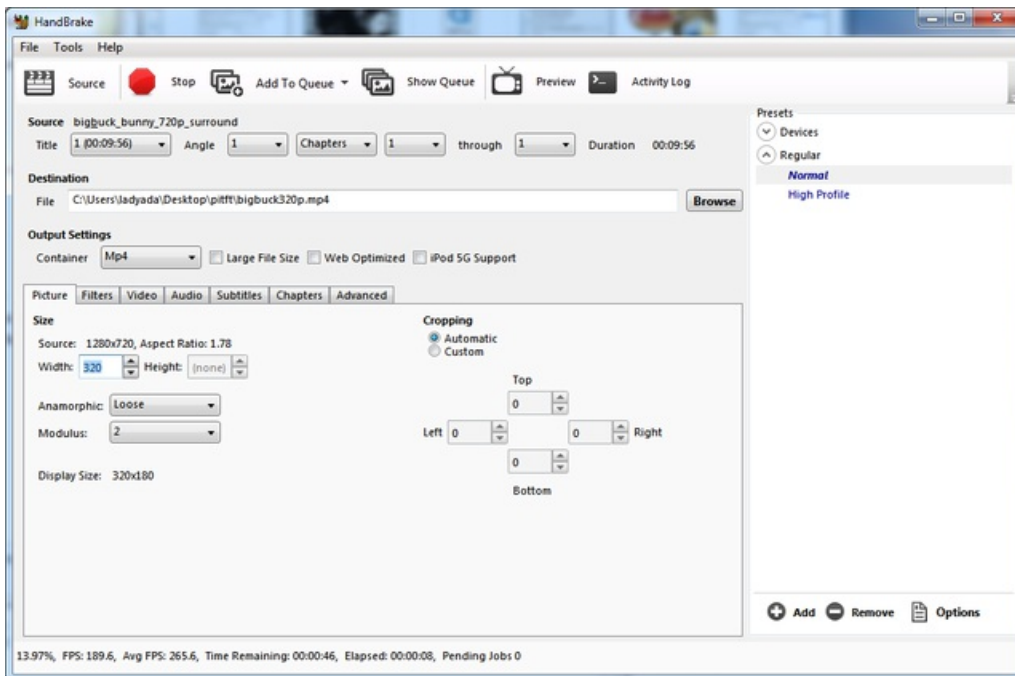 HandBrake
File Tools Help
Source Stop Add To Queue Show Queue Preview Activity Log
Source bigbuck_bunny_720p_surround
Title 1 (00:09:56) Angle 1 Chapters 1 through 1 Duration 00:09:56
Destination
File C:\Users\ladyada\Desktop\pitft\bigbuck320p.mp4 Browse
Output Settings
Container Mp4 Large File Size Web Optimized iPod 5G Support
Picture Filters Video Audio Subtitles Chapters Advanced
Size
Source: 1280x720, Aspect Ratio: 1.78
Width: 320 Height: (none)
Anamorphic: Loose
Modulus: 2
Display Size: 320x180
Cropping
Automatic
Custom
Top
0
Left 0 0 Right
0
Bottom
Presets
Devices
Regular
Normal
High Profile
Add Remove Options
13.97%, FPS: 189.6, Avg FPS: 265.6, Time Remaining: 00:00:46, Elapsed: 00:00:08, Pending Jobs 0